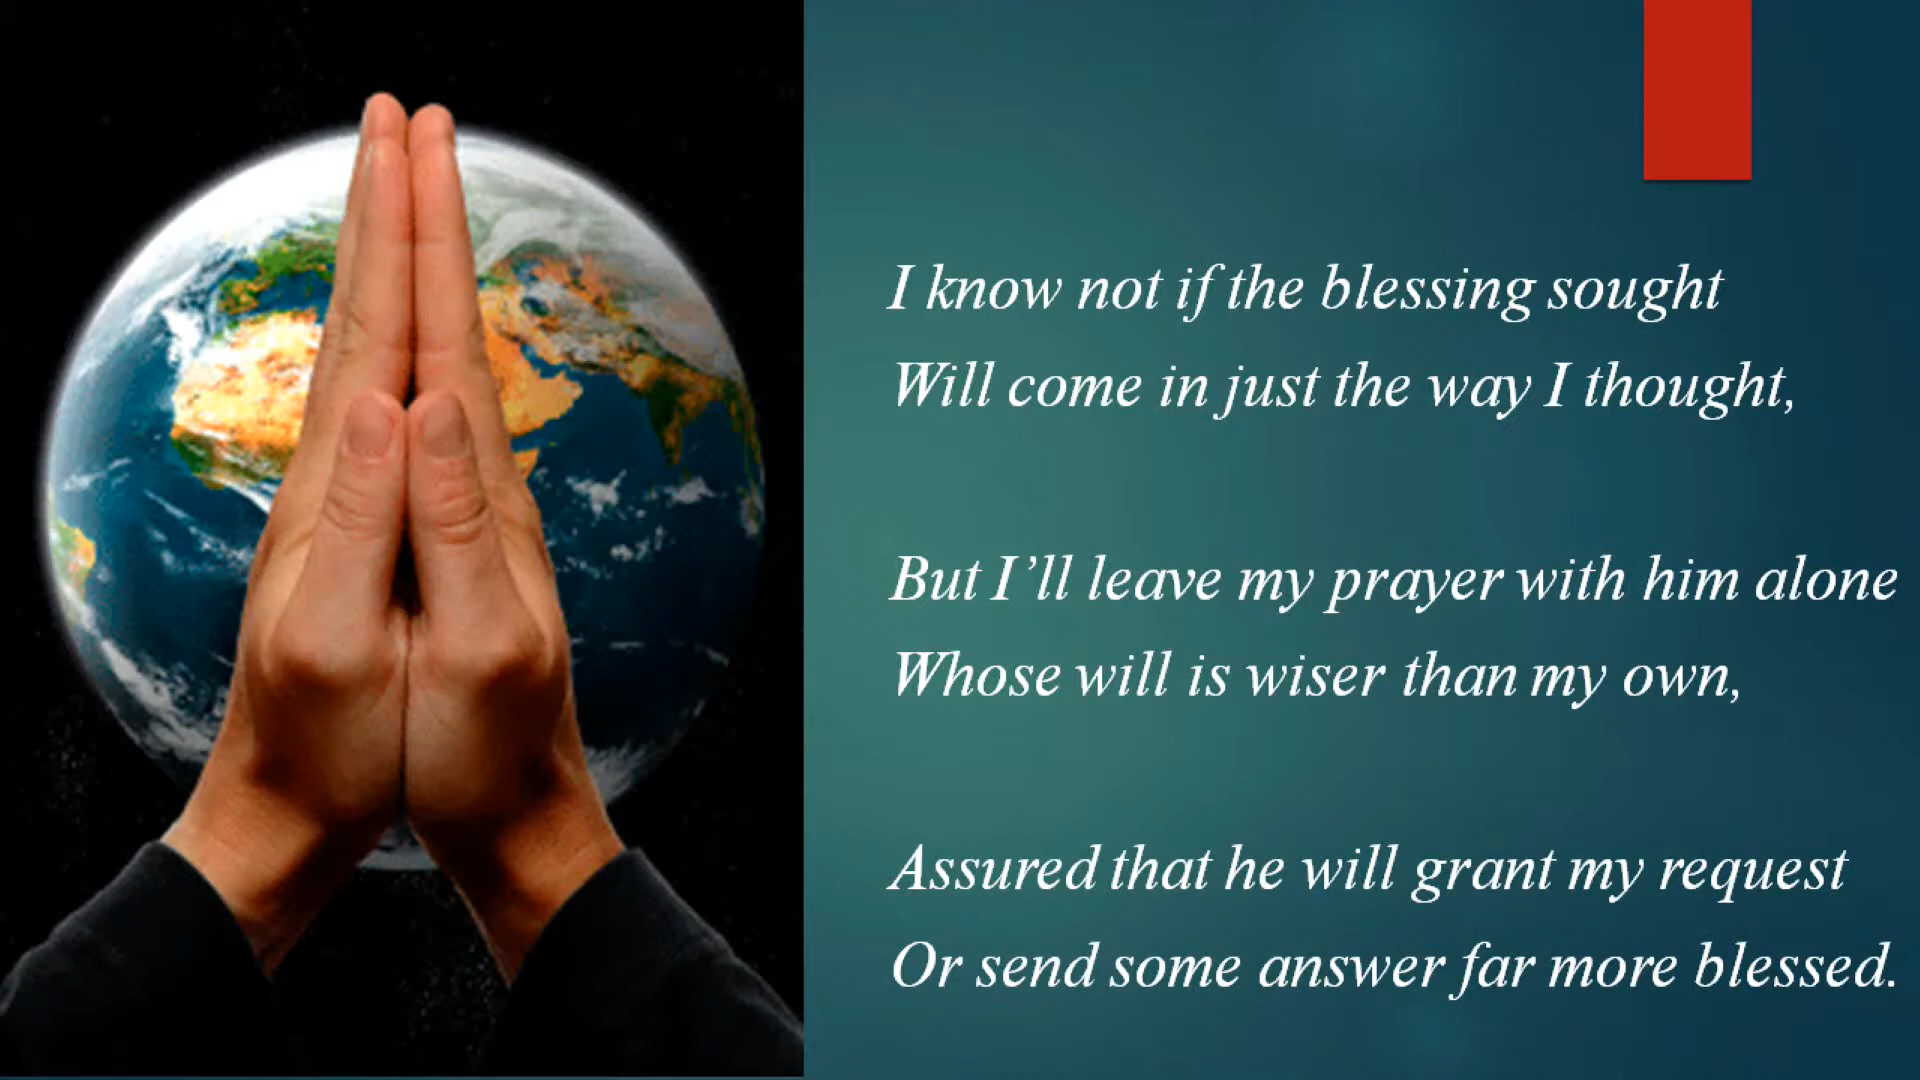 I know not if the blessing sought
Will come in just the way I thought,
But I’ll leave my prayer with him alone
Whose will is wiser than my own,
Assured that he will grant my request
Or send some answer far more blessed.